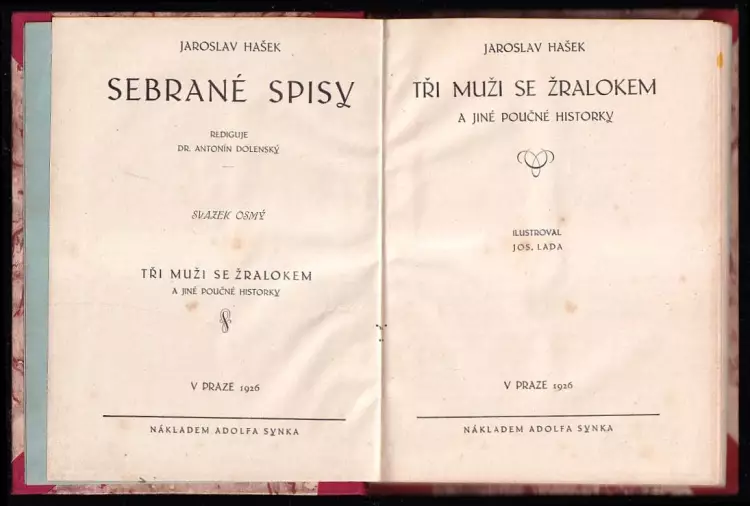 JAROSLAV HAŠEK
SEBRANÉ SPISY
REDIGUJE
DR. ANTONÍN DOLENSKÝ
SVAZEK OSMÝ
TŘI MUŽI SE ŽRALOKEM
A JINÉ POUČNÉ HISTORKY
V PRAZE 1926
NÁKLADEM ADOLFA SYNKA
JAROSLAV HAŠEK
TŘI MUŽI SE ŽRALOKEM
A JINÉ POUČNÉ HISTORKY
ILUSTROVAL
JOS. LADA
V PRAZE 1926
NÁKLADEM ADOLFA SYNKA